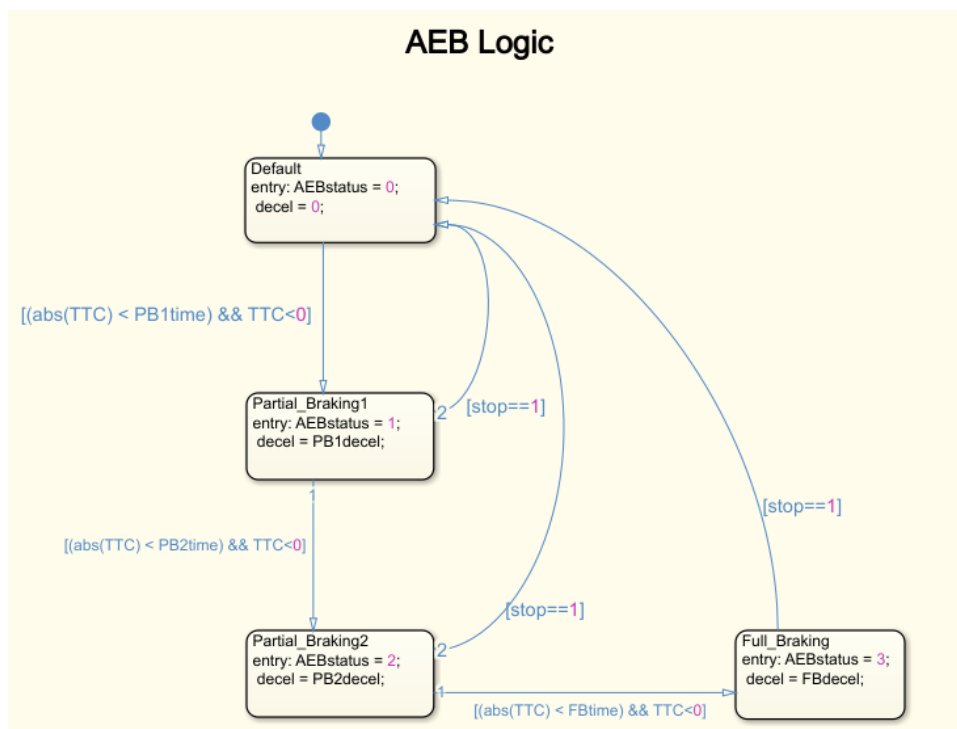 AEB Logic
Default
entry: AEBstatus = 0;
decel = 0;
[(abs(TTC) < PB1time) && TTC<0]
Partial_Braking1
entry: AEBstatus = 1;
decel = PB1decel;
2
[stop==1]
1
[(abs(TTC) < PB2time) && TTC<0]
[stop==1]
[stop==1]
Partial_Braking2
entry: AEBstatus = 2;
decel = PB2decel;
2
1
[(abs(TTC) < FBtime) && TTC<0]
Full_Braking
entry: AEBstatus = 3;
decel = FBdecel;